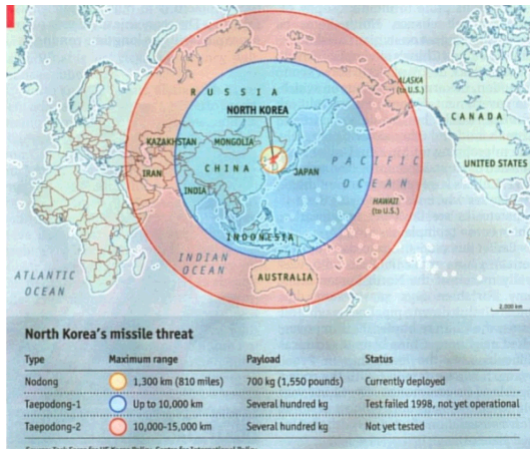 ALASKA
(to U.S.)
RUSSIA
CANADA
NORTH KOREA
KAZAKHSTAN
MONGOLIA
UNITED STATES
PACIFIC
OCEAN
CHINA
JAPAN
IRAN
INDIA
HAWAII
(to U.S.)
INDONESIA
INDIAN
OCEAN
ATLANTIC
OCEAN
AUSTRALIA
2,000 km
North Korea's missile threat
Type Maximum range Payload Status
Nodong 1,300 km (810 miles) 700 kg (1,550 pounds) Currently deployed
Taepodong-1 Up to 10,000 km Several hundred kg Test failed 1998, not yet operational
Taepodong-2 10,000-15,000 km Several hundred kg Not yet tested